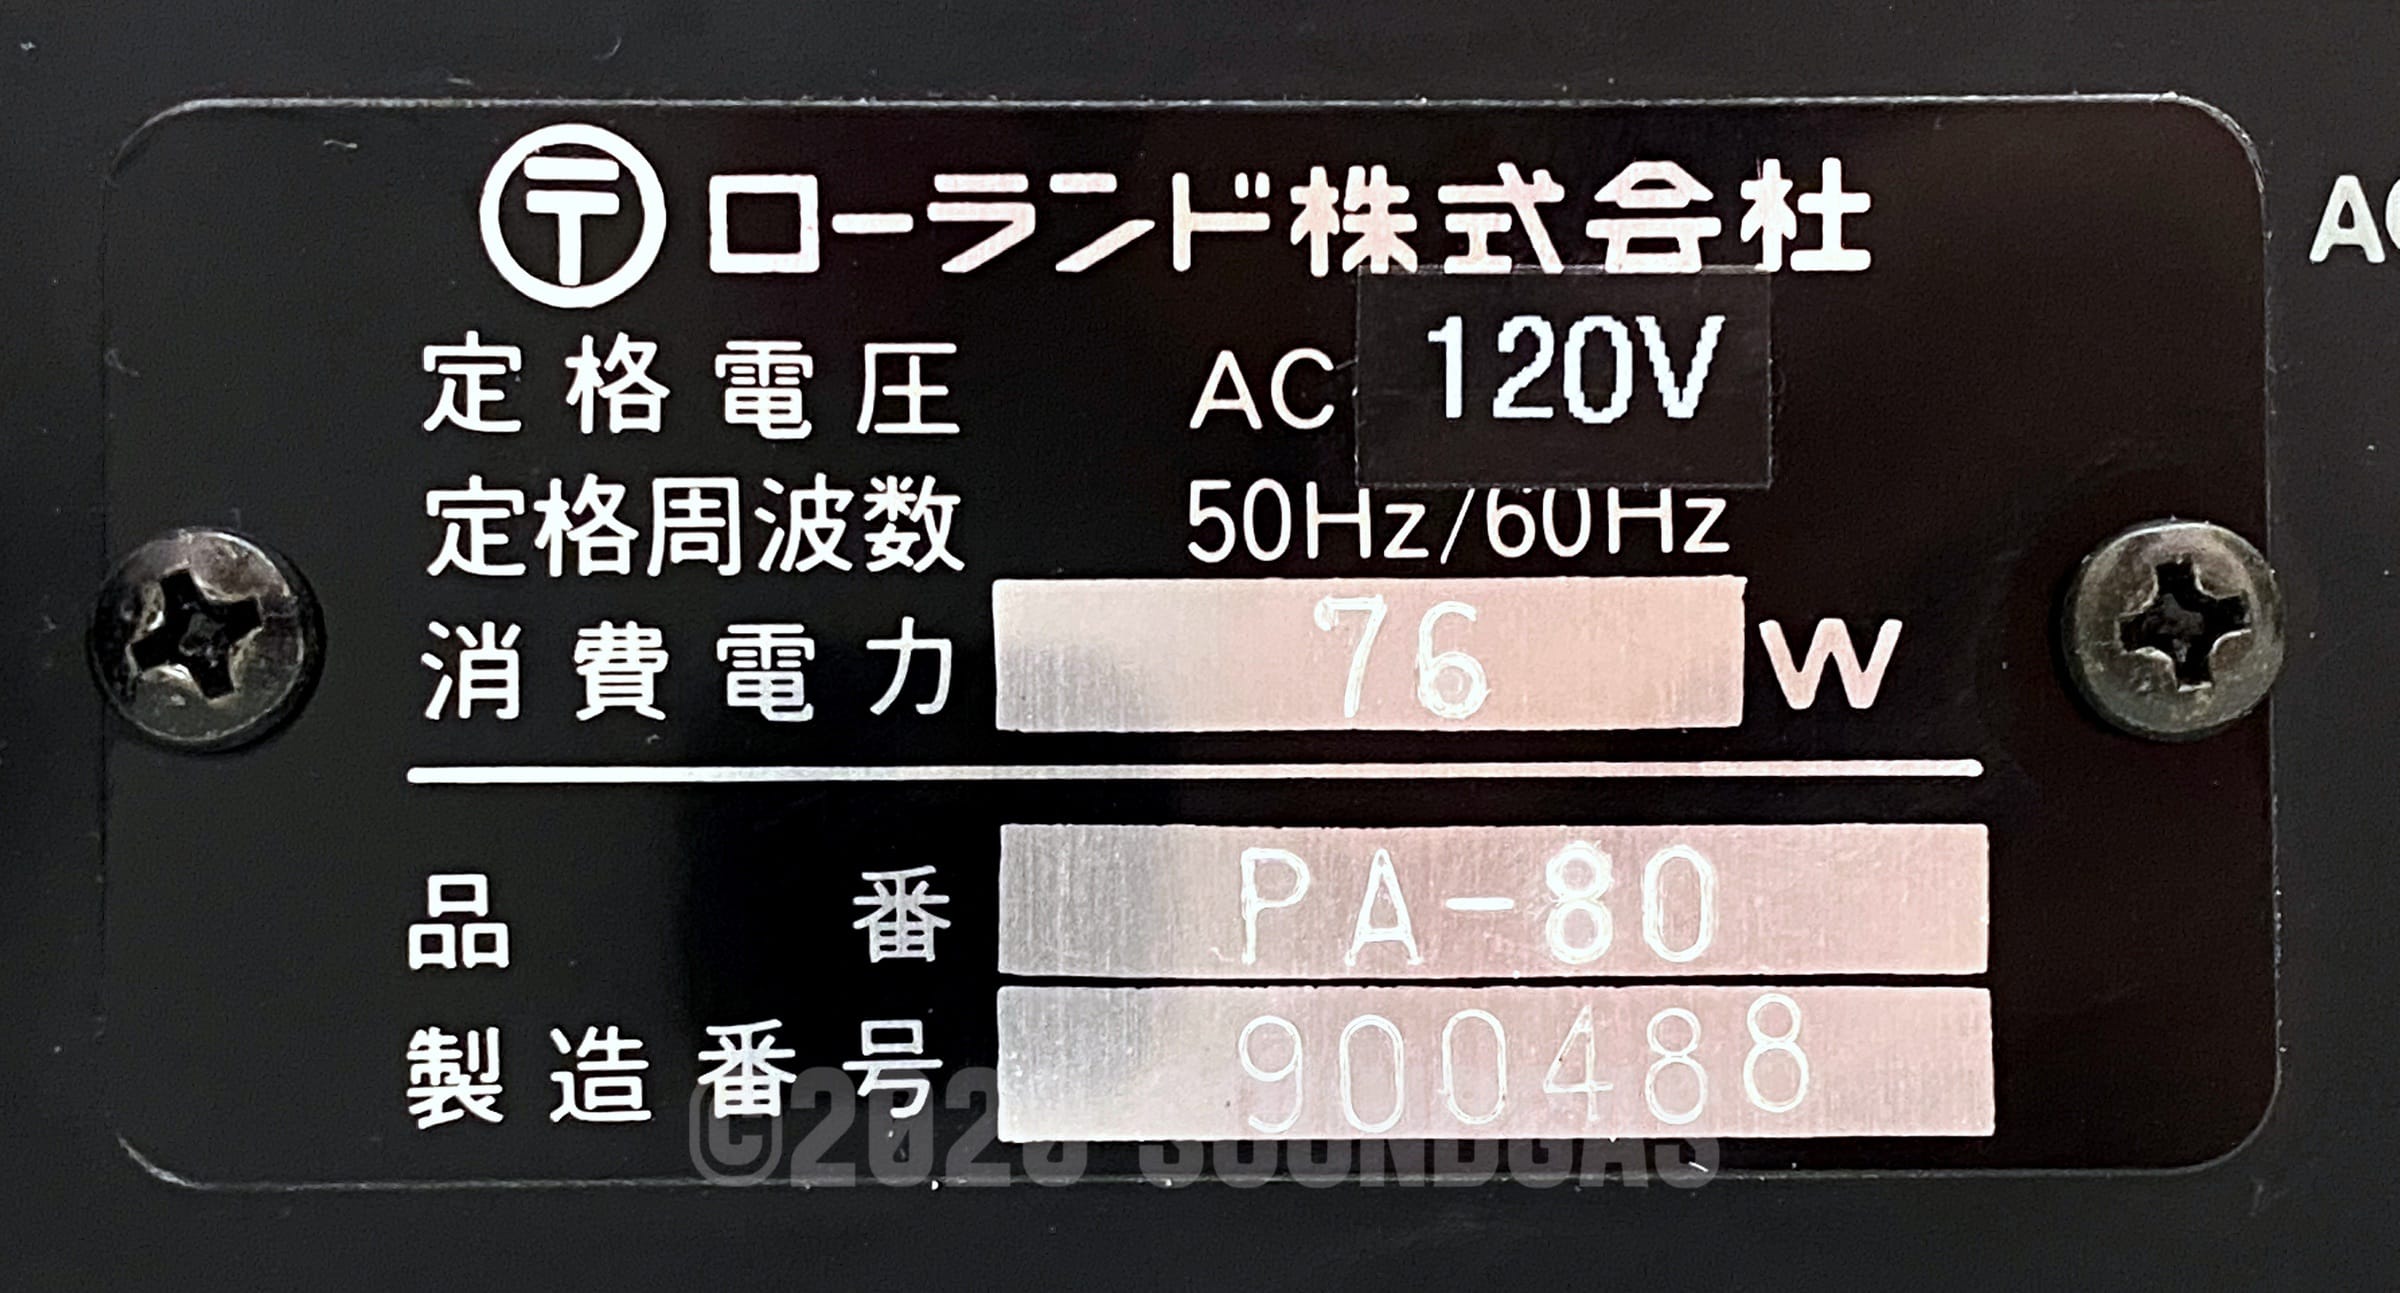 〒 ローランド株式会社
定格電圧 AC 120V
定格周波数 50Hz/60Hz
消費電力 76 W
品番 PA-80
製造番号 900488